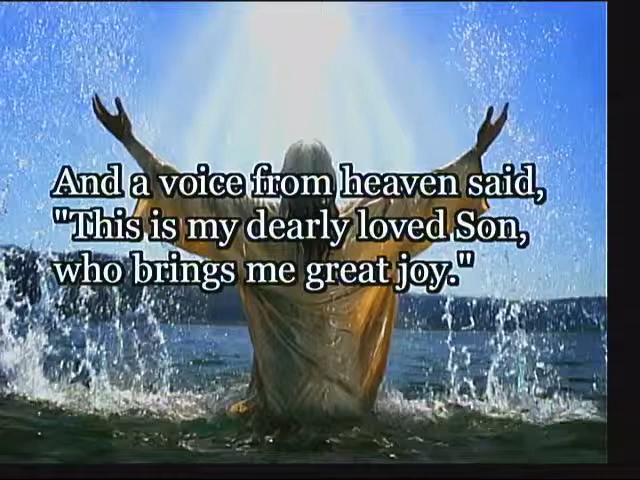 And a voice from heaven said,
"This is my dearly loved Son,
who brings me great joy."